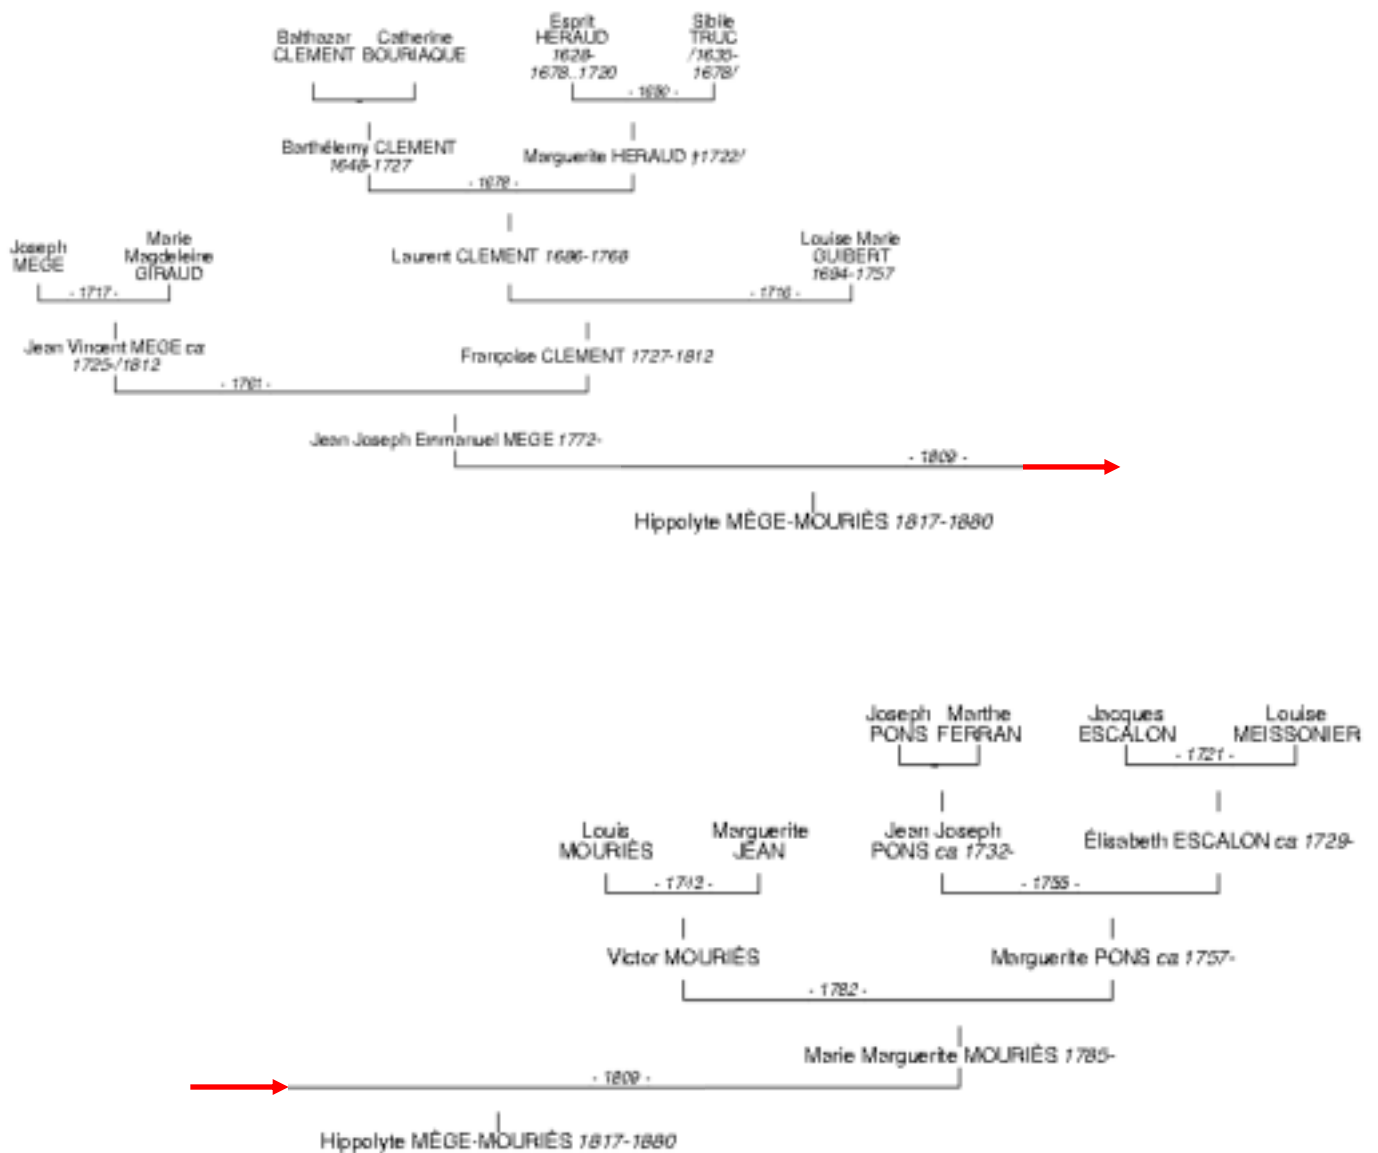 Balthazar Catherine
CLEMENT BOURIAQUE
Esprit
HERAUD
1628-
1678..1730
Sibile
TRUC
/1635-
1678/
- 1650 -
Barthélemy CLEMENT
1648-1727
Marguerite HERAUD †1722/
- 1678 -
Joseph
MEGE
Marie
Magdeleine
GIRAUD
Laurent CLEMENT 1686-1768
Louise Marie
GUIBERT
1694-1757
- 1717 -
- 1716 -
Jean Vincent MEGE ca
1725-/1812
Françoise CLEMENT 1727-1812
- 1761 -
Jean Joseph Emmanuel MEGE 1772-
- 1809 -
Hippolyte MÈGE-MOURIÈS 1817-1880
Joseph Marthe
PONS FERRAN
Jacques
ESCALON
Louise
MEISSONIER
- 1721 -
Louis
MOURIÈS
Marguerite
JEAN
Jean Joseph
PONS ca 1732-
Élisabeth ESCALON ca 1729-
- 1755 -
Victor MOURIÈS
Marguerite PONS ca 1757-
- 1782 -
Marie Marguerite MOURIÈS 1785-
- 1809 -
Hippolyte MÈGE-MOURIÈS 1817-1880